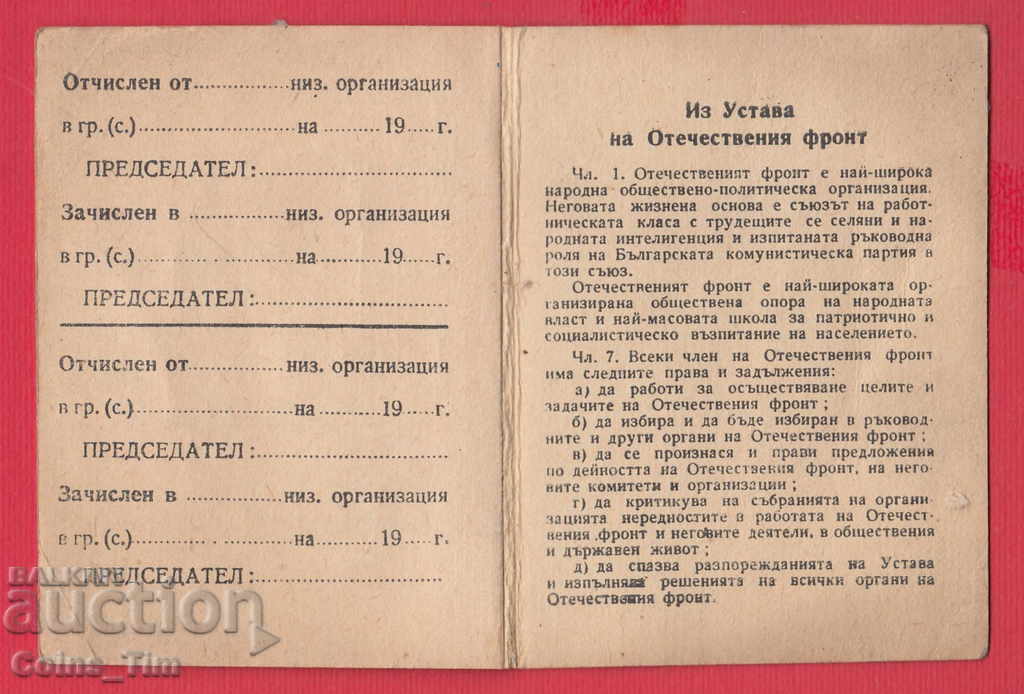 Отчислен от..................низ. организация
в гр. (с.)........................на..........19.....г.
ПРЕДСЕДАТЕЛ:..............................
Зачислен в ..................низ. организация
в гр. (с.)........................на..........19.....г.
ПРЕДСЕДАТЕЛ:..............................
Отчислен от..................низ. организация
в гр. (с.)........................на..........19.....г.
ПРЕДСЕДАТЕЛ:..............................
Зачислен в ..................низ. организация
в гр. (с.)........................на..........19.....г.
ПРЕДСЕДАТЕЛ:..............................
Из Устава
на Отечествения фронт
Чл. 1. Отечественият фронт е най-широка
народна обществено-политическа организация.
Неговата жизнена основа е съюзът на работ-
ническата класа с трудещите се селяни и на-
родната интелигенция и изпитаната ръководна
роля на Българската комунистическа партия в
този съюз.
Отечественият фронт е най-широката ор-
ганизирана обществена опора на народната
власт и най-масовата школа за патриотично и
социалистическо възпитание на населението.
Чл. 7. Всеки член на Отечествения фронт
има следните права и задължения:
а) да работи за осъществяване целите и
задачите на Отечествения фронт ;
б) да избира и да бъде избиран в ръковод-
ните и други органи на Отечествения фронт ;
в) да се произнася и прави предложения
по дейността на Отечествения фронт, на него-
вите комитети и организации ;
г) да критикува на събранията на органи-
зацията нередностите в работата на Отечест-
вения фронт и неговите деятели, в обществения
и държавен живот ;
д) да спазва разпорежданията на Устава
и изпълнява решенията на всички органи на
Отечествения фронт.
BALKAN
auction
Coins_Tim